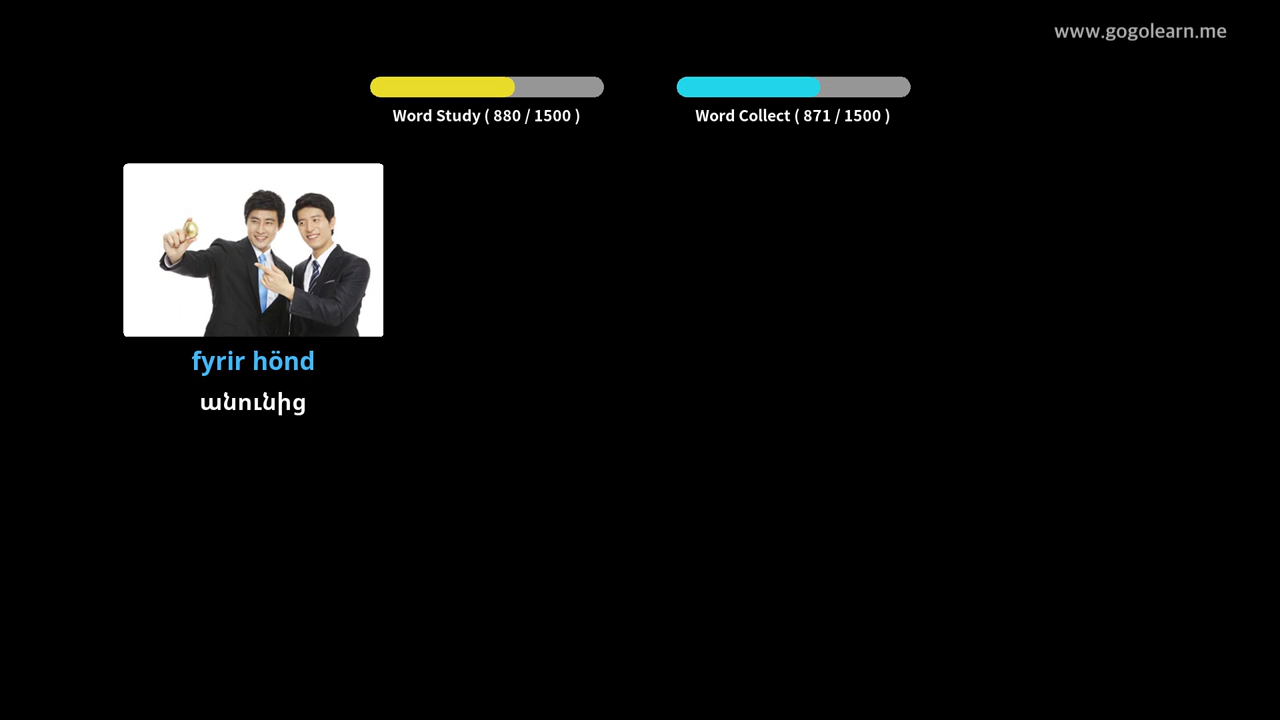 www.gogolearn.me
Word Study ( 880 / 1500 )
Word Collect ( 871 / 1500 )
fyrir hönd
անունից